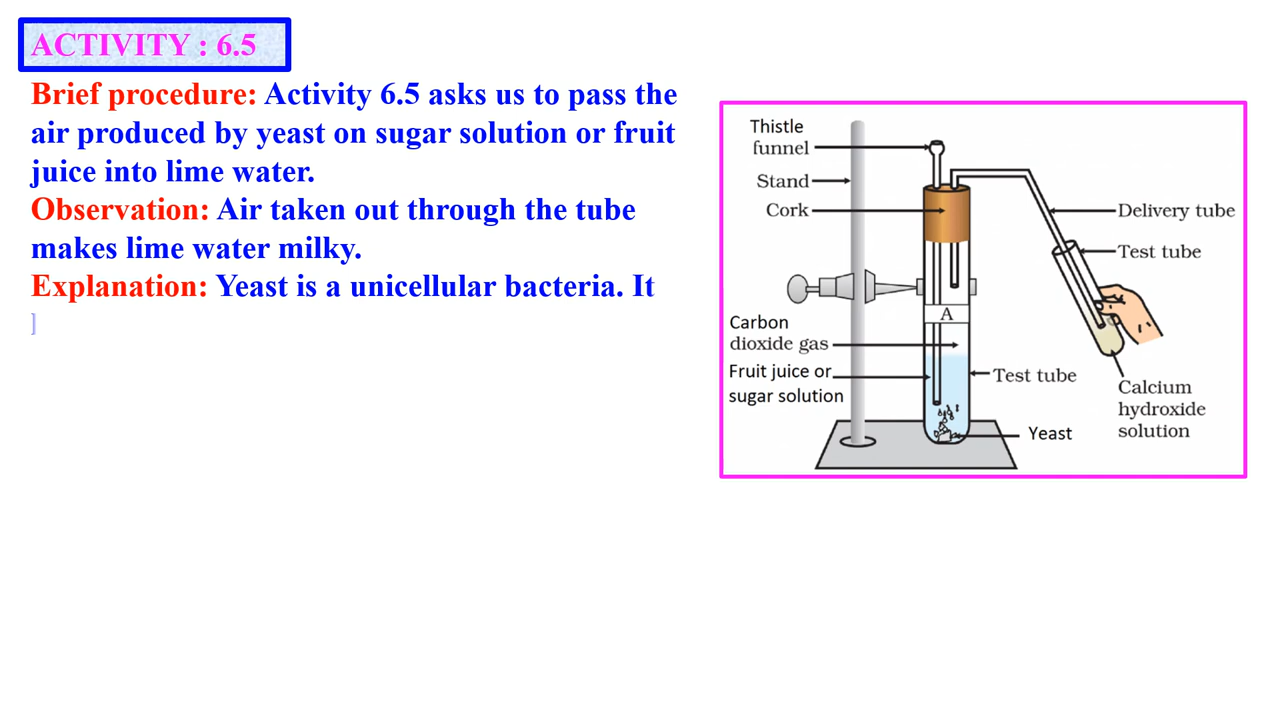 ACTIVITY : 6.5
Brief procedure: Activity 6.5 asks us to pass the
air produced by yeast on sugar solution or fruit
juice into lime water.
Observation: Air taken out through the tube
makes lime water milky.
Explanation: Yeast is a unicellular bacteria. It
Thistle
funnel
Stand
Cork
Delivery tube
Test tube
A
Carbon
dioxide gas
Fruit juice or
sugar solution
Test tube
Calcium
hydroxide
solution
Yeast